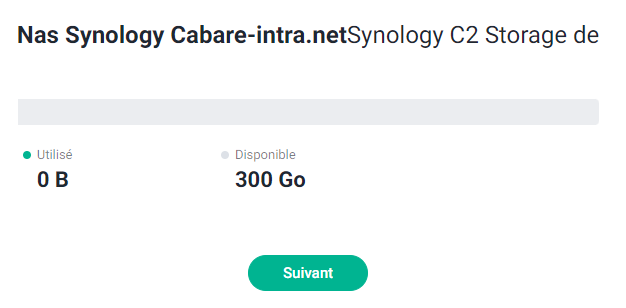 Nas Synology Cabare-intra.netSynology C2 Storage de
Utilisé
Disponible
0 B
300 Go
Suivant